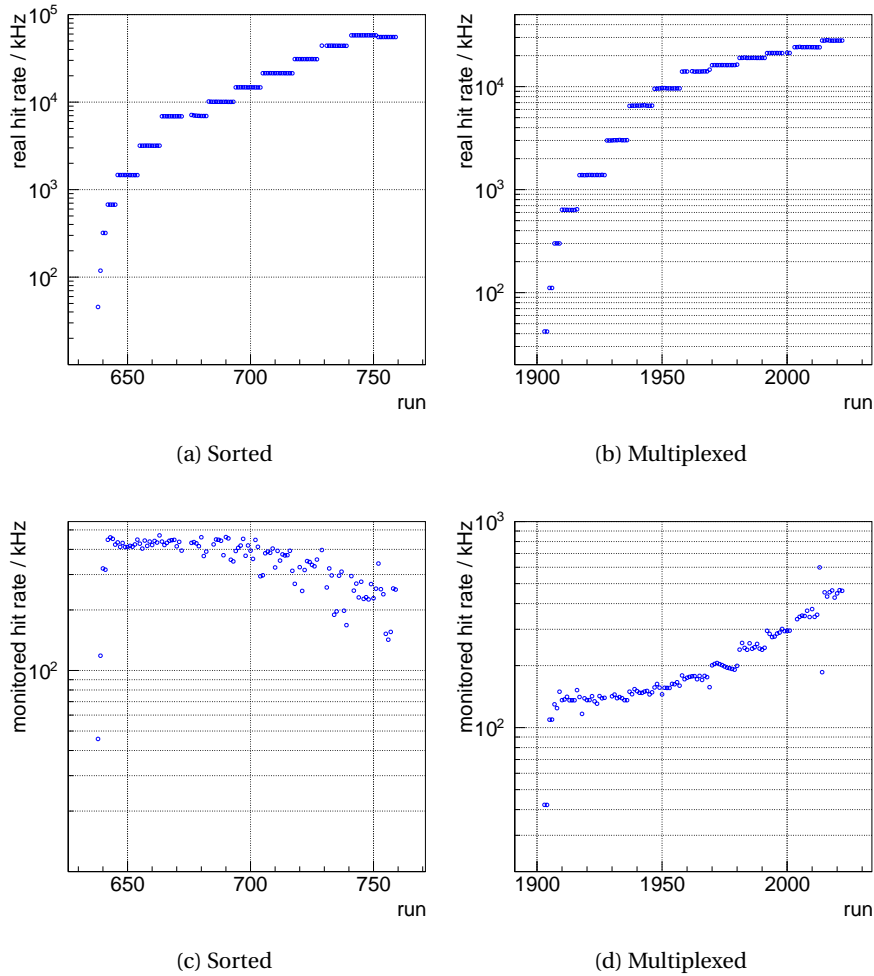 real hit rate / kHz
10^5
10^4
10^3
10^2
650
700
750
run
(a) Sorted
real hit rate / kHz
10^4
10^3
10^2
1900
1950
2000
run
(b) Multiplexed
monitored hit rate / kHz
10^2
650
700
750
run
(c) Sorted
monitored hit rate / kHz
10^3
10^2
1900
1950
2000
run
(d) Multiplexed